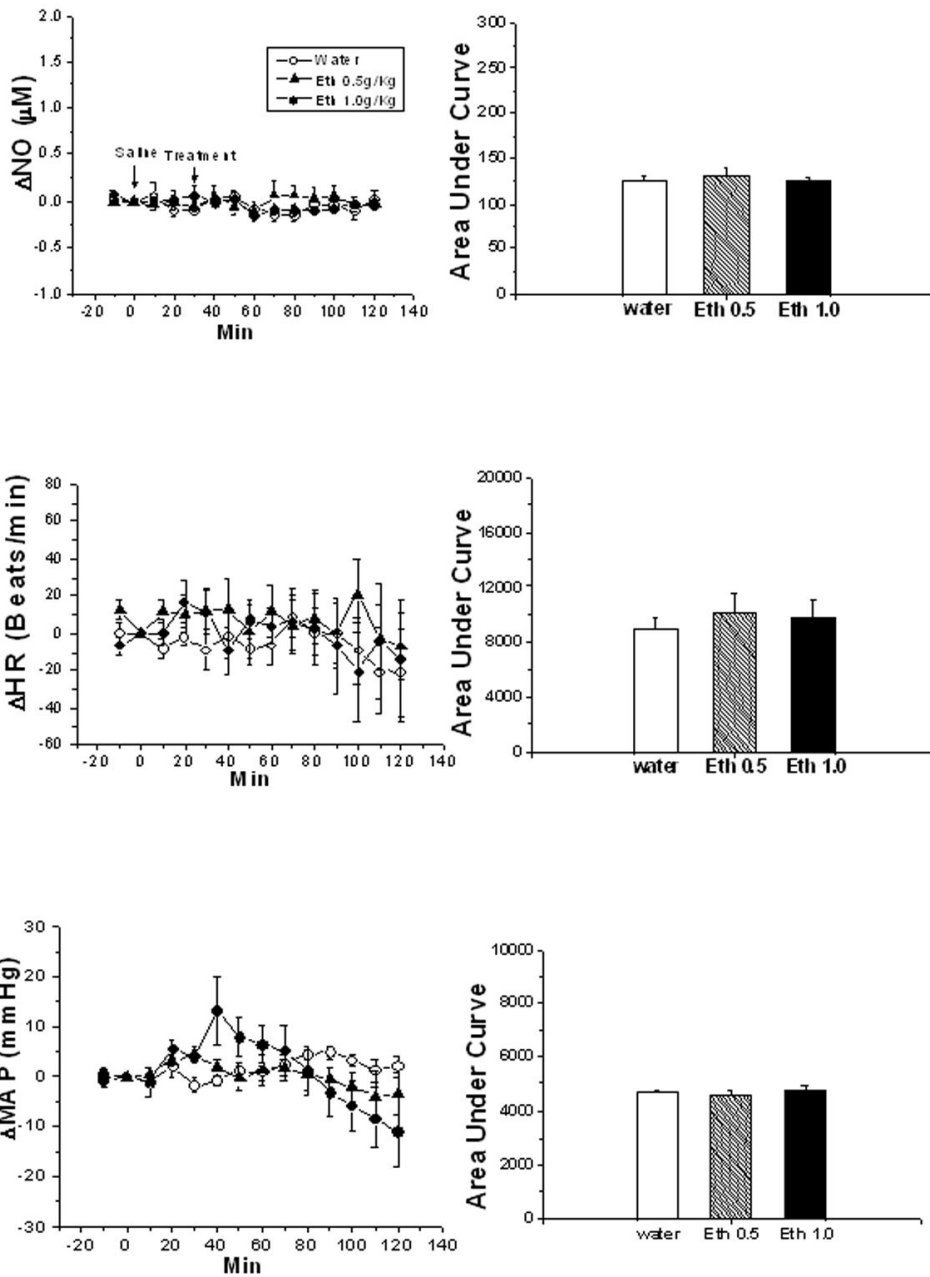 2.0
1.5
1.0
0.5
0.0
-0.5
-1.0
ΔNO (μM)
Water
Eth 0.5g/Kg
Eth 1.0g/Kg
Saline Treatment
-20 0 20 40 60 80 100 120 140
Min
300
250
200
150
100
50
0
Area Under Curve
water Eth 0.5 Eth 1.0
80
60
40
20
0
-20
-40
-60
ΔHR (Beats/min)
-20 0 20 40 60 80 100 120 140
Min
20000
16000
12000
8000
4000
0
Area Under Curve
water Eth 0.5 Eth 1.0
30
20
10
0
-10
-20
-30
ΔMAP (mmHg)
-20 0 20 40 60 80 100 120 140
Min
10000
8000
6000
4000
2000
0
Area Under Curve
water Eth 0.5 Eth 1.0